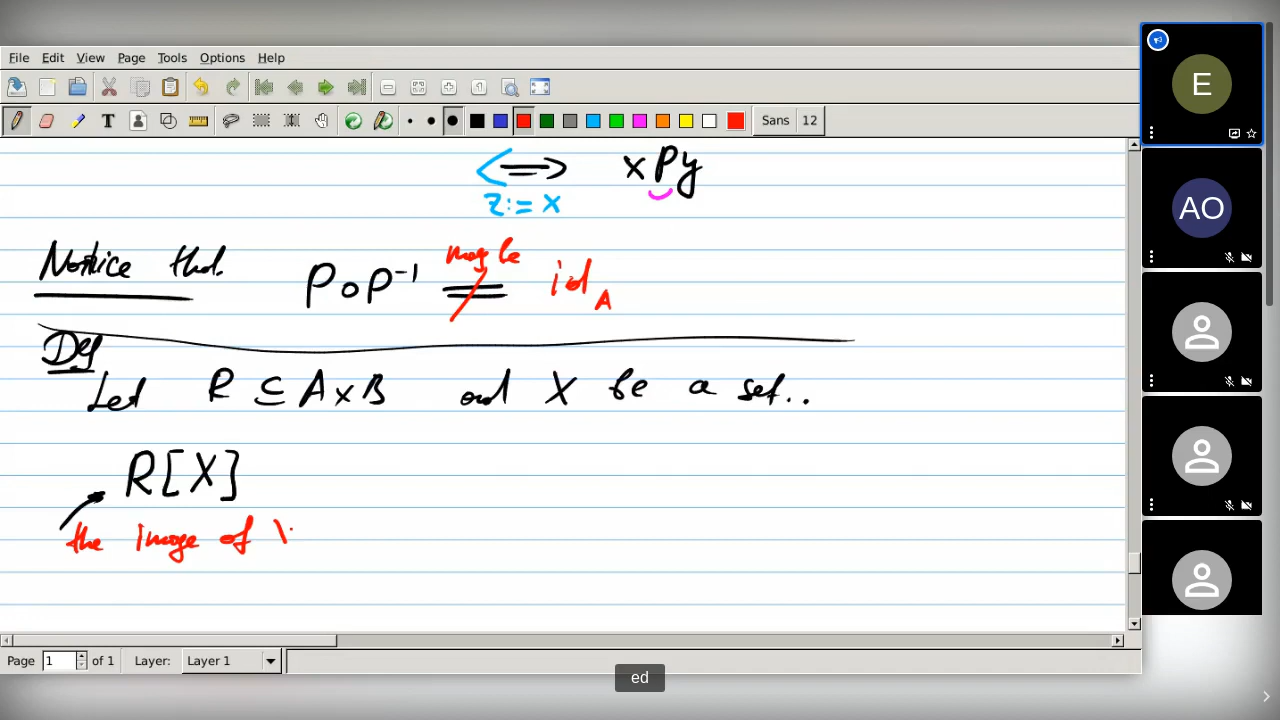 File Edit View Page Tools Options Help
Sans 12
E
AO
⟺ xPy
z := x
Notice that P∘P⁻¹ ≠ id_A
may be
Def
Let R ⊆ A×B and X be a set..
R[X]
the image of
Page 1 of 1 Layer: Layer 1
ed